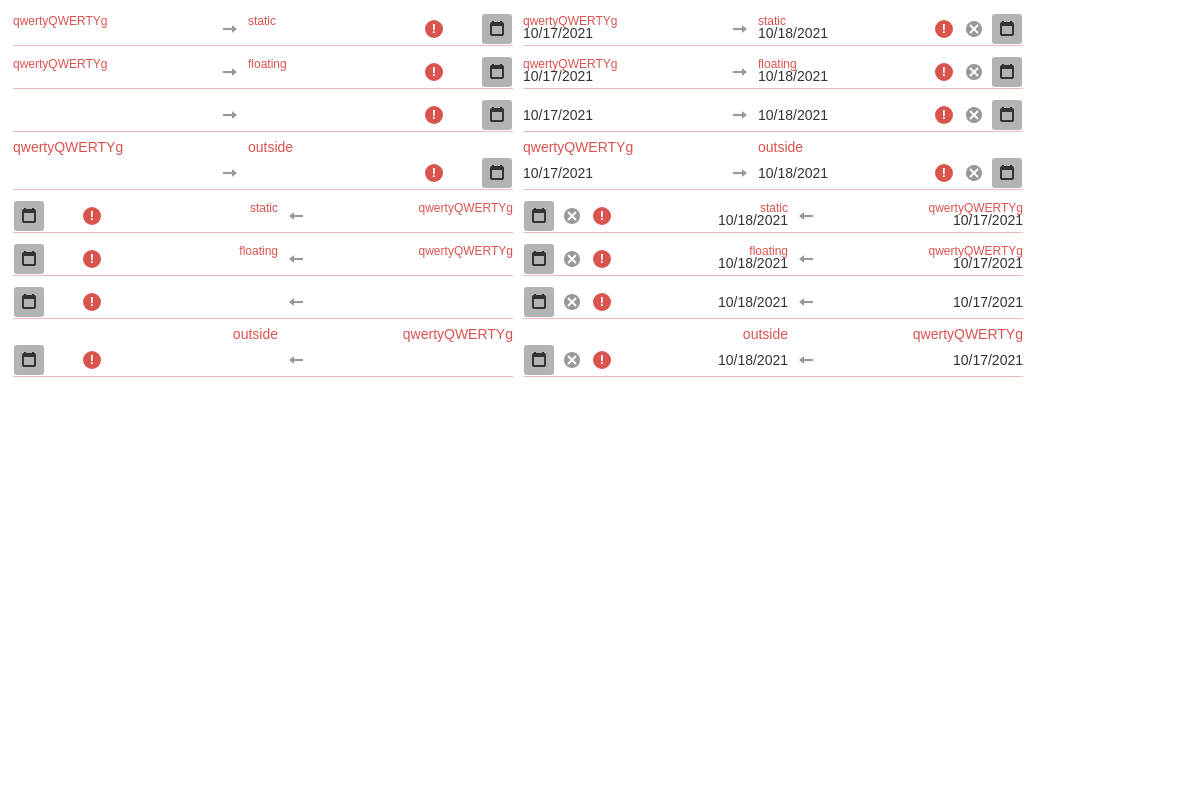 qwertyQWERTYg static qwertyQWERTYg static
10/17/2021 10/18/2021
qwertyQWERTYg floating qwertyQWERTYg floating
10/17/2021 10/18/2021
10/17/2021 10/18/2021
qwertyQWERTYg outside qwertyQWERTYg outside
10/17/2021 10/18/2021
static qwertyQWERTYg static qwertyQWERTYg
10/18/2021 10/17/2021
floating qwertyQWERTYg floating qwertyQWERTYg
10/18/2021 10/17/2021
10/18/2021 10/17/2021
outside qwertyQWERTYg outside qwertyQWERTYg
10/18/2021 10/17/2021